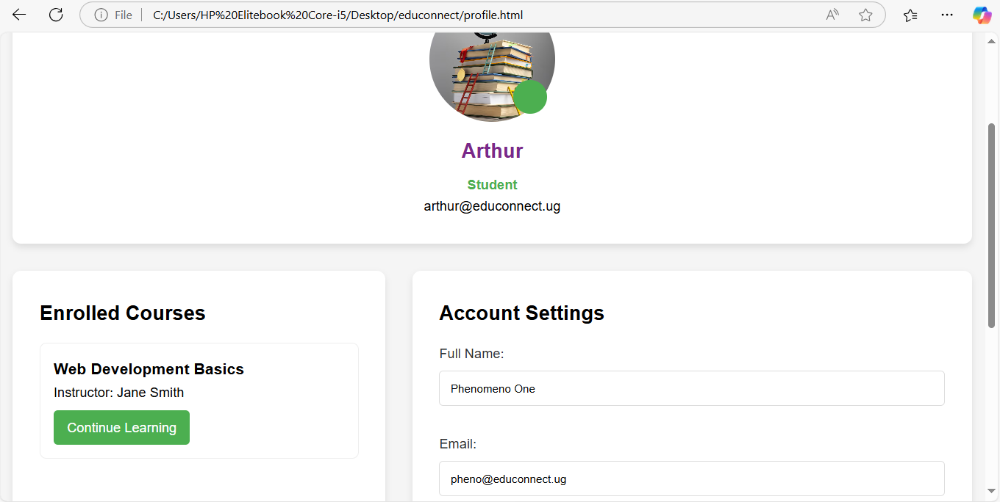 File
C:/Users/HP%20Elitebook%20Core-i5/Desktop/educonnect/profile.html
A
Arthur
Student
arthur@educonnect.ug
Enrolled Courses
Web Development Basics
Instructor: Jane Smith
Continue Learning
Account Settings
Full Name:
Phenomeno One
Email:
pheno@educonnect.ug